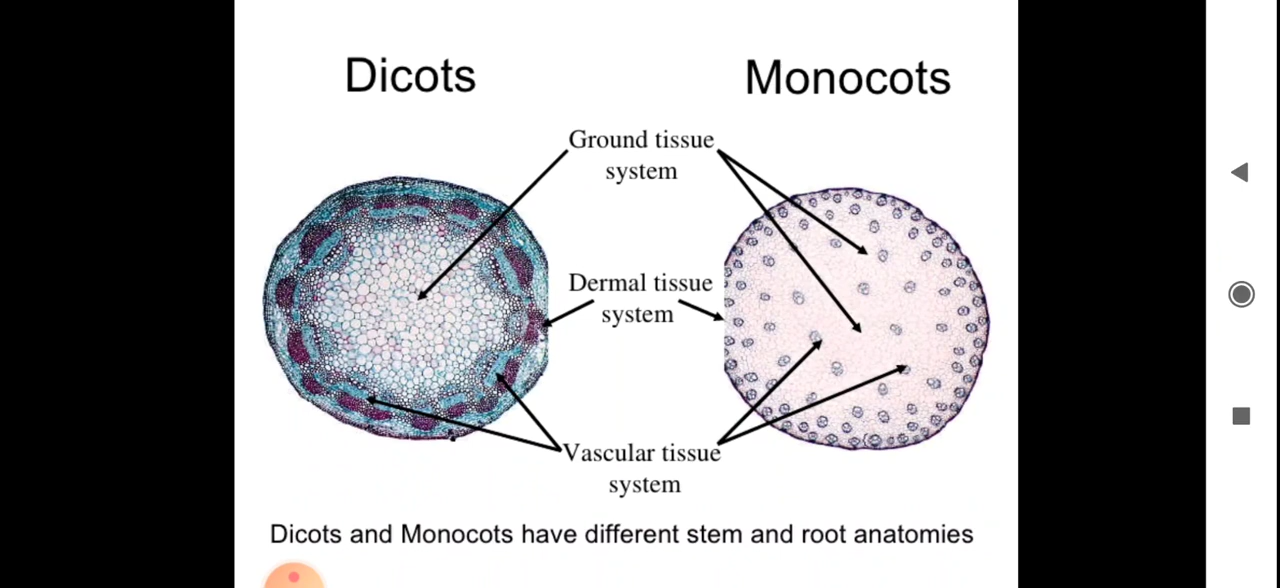 Dicots
Monocots
Ground tissue
system
Dermal tissue
system
Vascular tissue
system
Dicots and Monocots have different stem and root anatomies